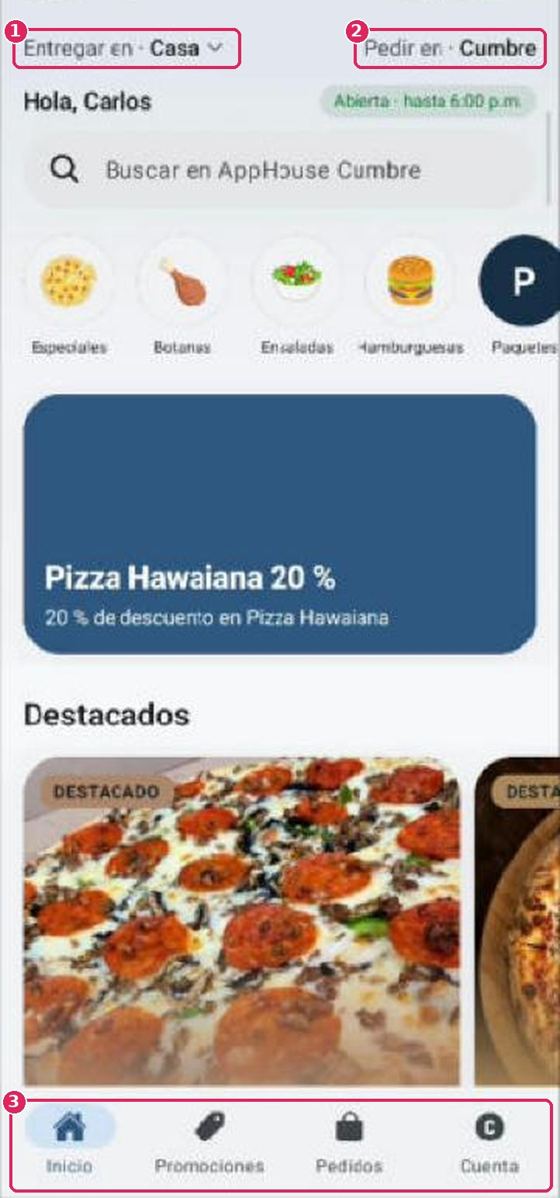 1
2
Entregar en · Casa
Pedir en · Cumbre
Hola, Carlos
Abierta · hasta 6:00 p.m.
Buscar en AppHouse Cumbre
P
Especiales
Botanas
Ensaladas
Hamburguesas
Paquetes
Pizza Hawaiana 20 %
20 % de descuento en Pizza Hawaiana
Destacados
DESTACADO
DESTA
3
C
Inicio
Promociones
Pedidos
Cuenta